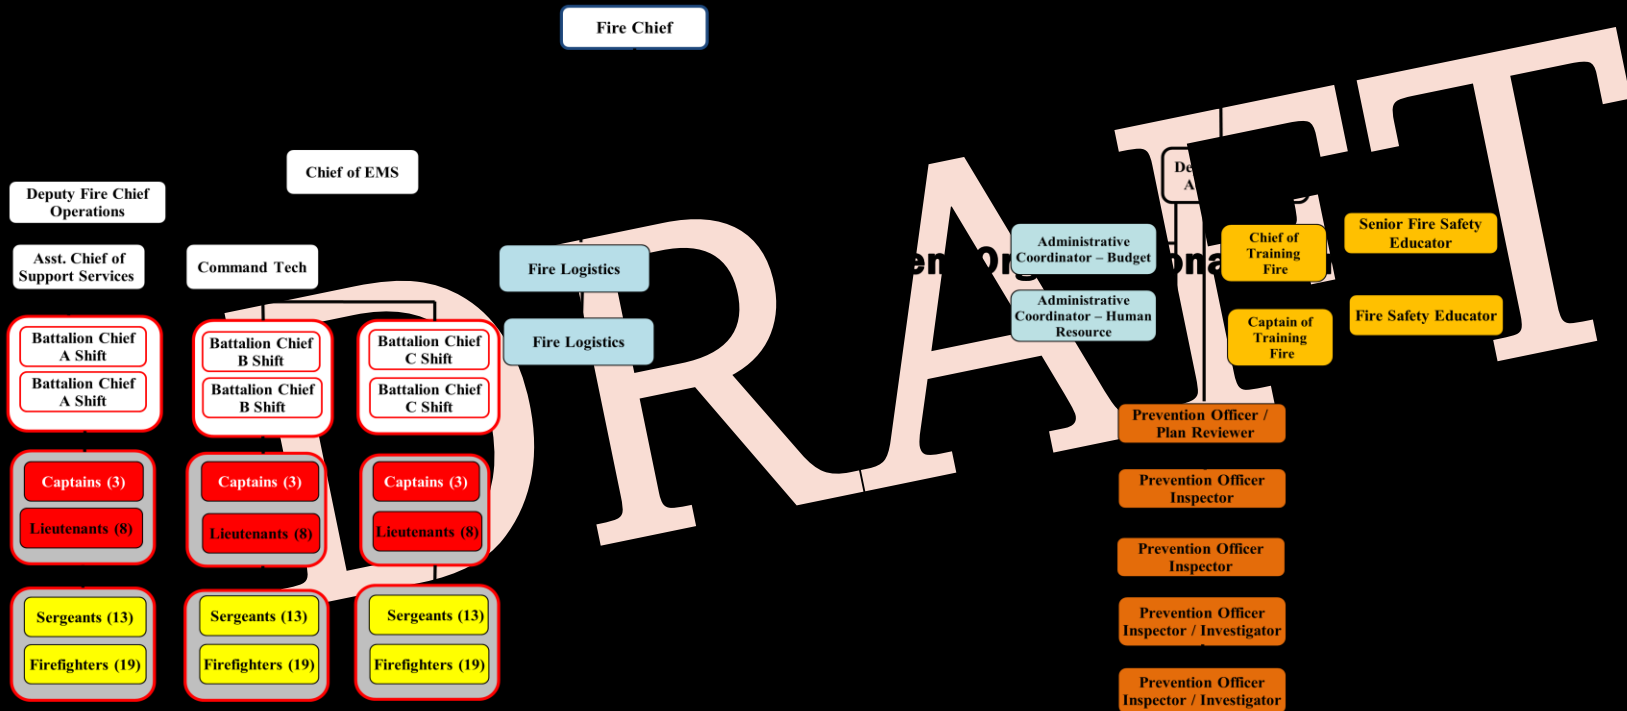 Fire Chief
DRAFT
Chief of EMS
Deputy Fire Chief
Operations
Asst. Chief of
Support Services
Command Tech
Fire Logistics
Fire Logistics
Administrative
Coordinator – Budget
Administrative
Coordinator – Human
Resource
Chief of
Training
Fire
Captain of
Training
Fire
Senior Fire Safety
Educator
Fire Safety Educator
Battalion Chief
A Shift
Battalion Chief
A Shift
Battalion Chief
B Shift
Battalion Chief
B Shift
Battalion Chief
C Shift
Battalion Chief
C Shift
Captains (3)
Lieutenants (8)
Captains (3)
Lieutenants (8)
Captains (3)
Lieutenants (8)
Sergeants (13)
Firefighters (19)
Sergeants (13)
Firefighters (19)
Sergeants (13)
Firefighters (19)
Prevention Officer /
Plan Reviewer
Prevention Officer
Inspector
Prevention Officer
Inspector
Prevention Officer
Inspector / Investigator
Prevention Officer
Inspector / Investigator